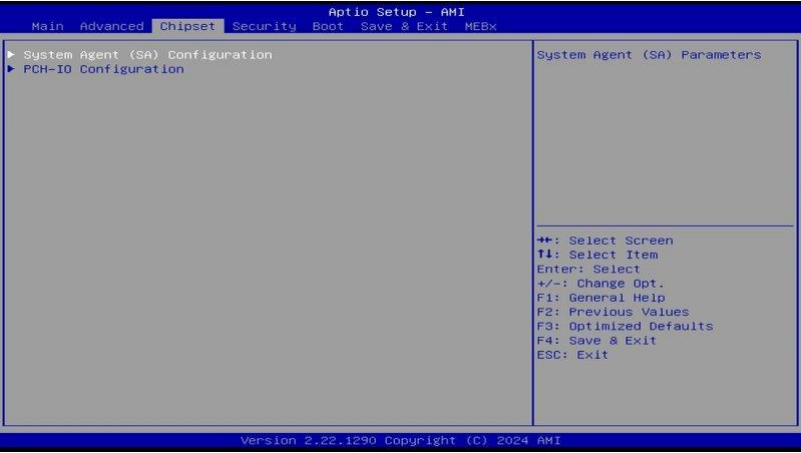 Aptio Setup – AMI
Main Advanced Chipset Security Boot Save & Exit MEBx
► System Agent (SA) Configuration
► PCH-IO Configuration
System Agent (SA) Parameters
→←: Select Screen
↑↓: Select Item
Enter: Select
+/-: Change Opt.
F1: General Help
F2: Previous Values
F3: Optimized Defaults
F4: Save & Exit
ESC: Exit
Version 2.22.1290 Copyright (C) 2024 AMI